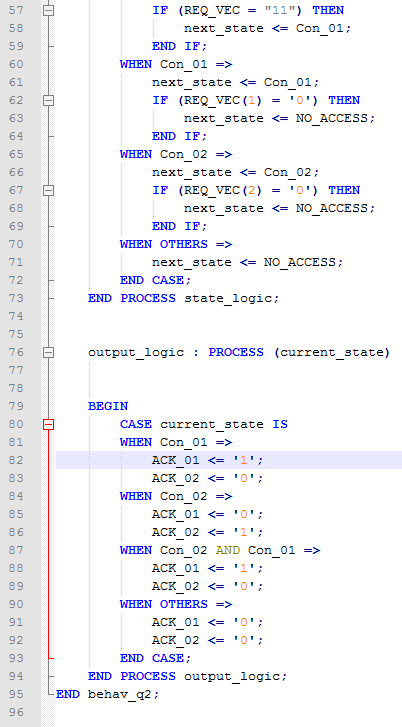 57 IF (REQ_VEC = "11") THEN
58 next_state <= Con_01;
59 END IF;
60 WHEN Con_01 =>
61 next_state <= Con_01;
62 IF (REQ_VEC(1) = '0') THEN
63 next_state <= NO_ACCESS;
64 END IF;
65 WHEN Con_02 =>
66 next_state <= Con_02;
67 IF (REQ_VEC(2) = '0') THEN
68 next_state <= NO_ACCESS;
69 END IF;
70 WHEN OTHERS =>
71 next_state <= NO_ACCESS;
72 END CASE;
73 END PROCESS state_logic;
74
75
76 output_logic : PROCESS (current_state)
77
78
79 BEGIN
80 CASE current_state IS
81 WHEN Con_01 =>
82 ACK_01 <= '1';
83 ACK_02 <= '0';
84 WHEN Con_02 =>
85 ACK_01 <= '0';
86 ACK_02 <= '1';
87 WHEN Con_02 AND Con_01 =>
88 ACK_01 <= '1';
89 ACK_02 <= '0';
90 WHEN OTHERS =>
91 ACK_01 <= '0';
92 ACK_02 <= '0';
93 END CASE;
94 END PROCESS output_logic;
95 END behav_q2;
96